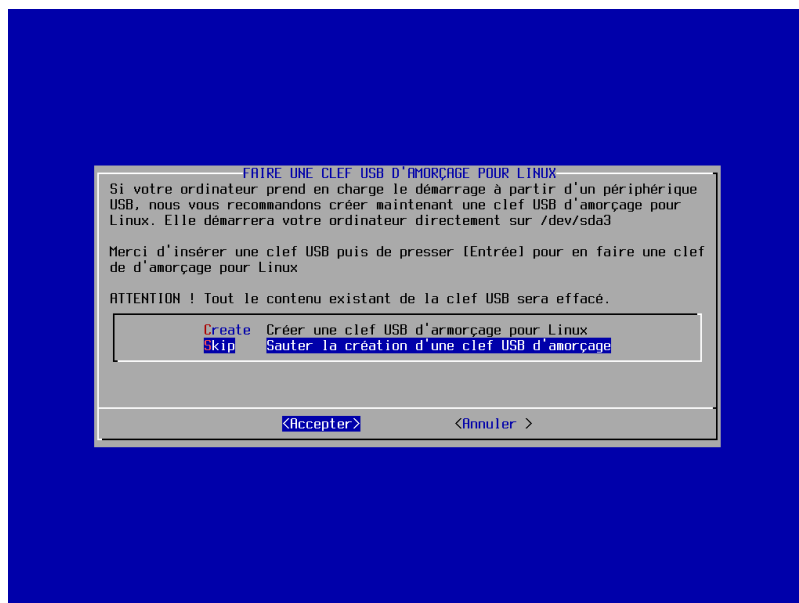 FAIRE UNE CLEF USB D'AMORÇAGE POUR LINUX
Si votre ordinateur prend en charge le démarrage à partir d'un périphérique
USB, nous vous recommandons créer maintenant une clef USB d'amorçage pour
Linux. Elle démarrera votre ordinateur directement sur /dev/sda3
Merci d'insérer une clef USB puis de presser [Entrée] pour en faire une clef
de d'amorçage pour Linux
ATTENTION ! Tout le contenu existant de la clef USB sera effacé.
Create Créer une clef USB d'armorçage pour Linux
Skip Sauter la création d'une clef USB d'amorçage
<Accepter> <Annuler >